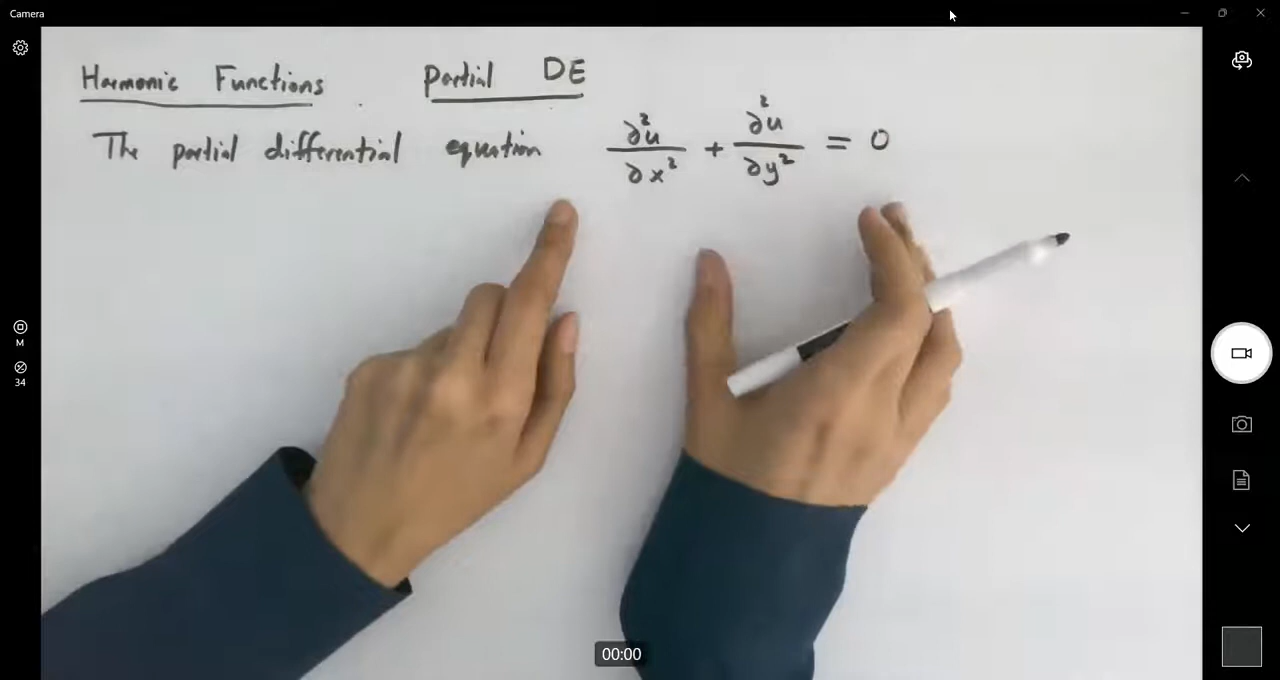 Camera
Harmonic Functions Partial DE
The partial differential equation ∂²u/∂x² + ∂²u/∂y² = 0
M
34
00:00